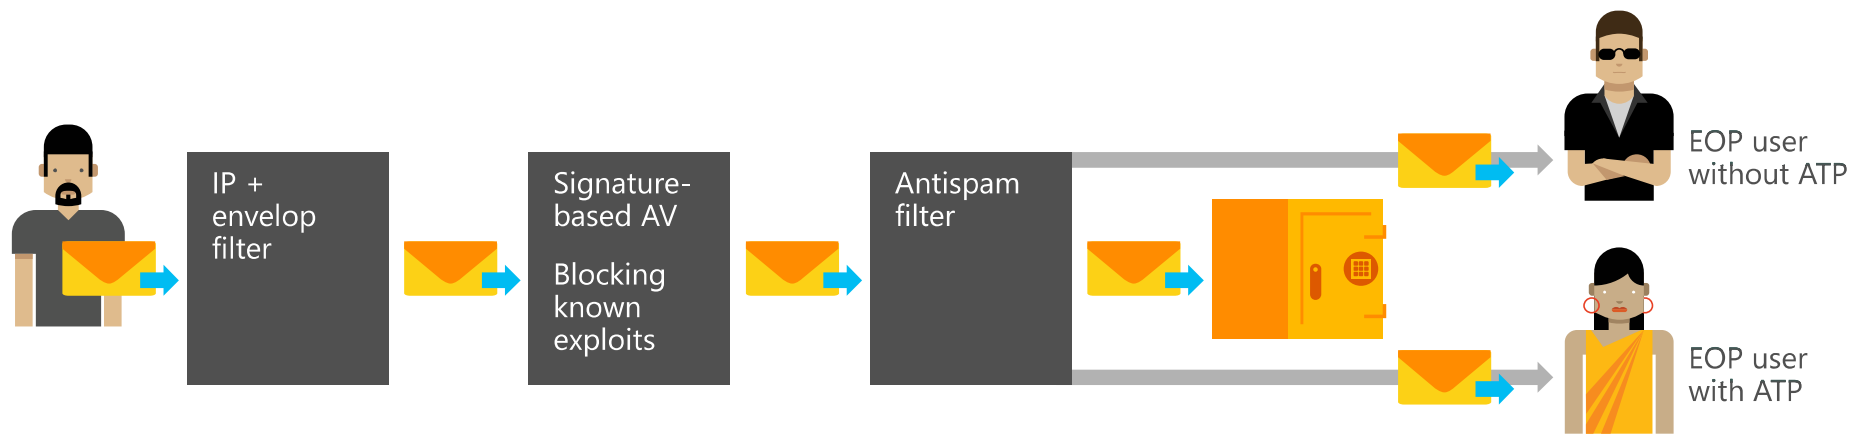 IP +
envelop
filter
Signature-
based AV
Blocking
known
exploits
Antispam
filter
EOP user
without ATP
EOP user
with ATP